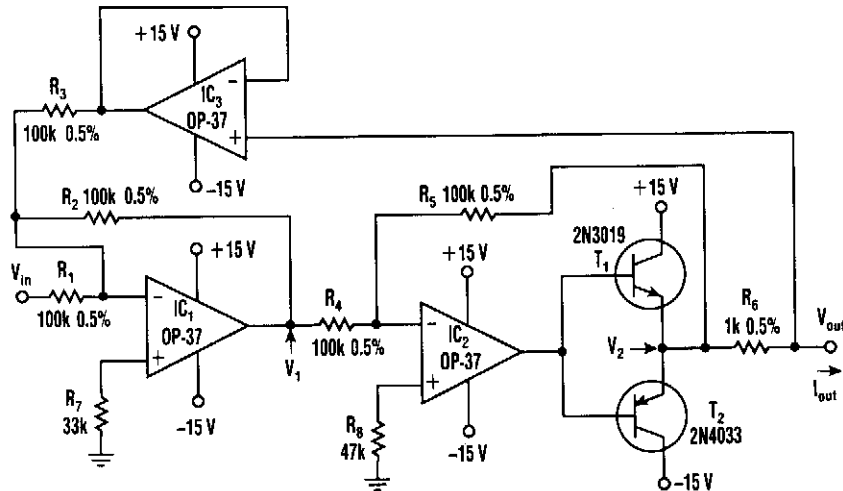 +15 V
R3
100k 0.5%
IC3
OP-37
-
+
-15 V
R2 100k 0.5%
R5 100k 0.5%
+15 V
Vin
R1
100k 0.5%
+15 V
-
IC1
OP-37
+
-15 V
R7
33k
V1
R4
100k 0.5%
+15 V
-
IC2
OP-37
+
-15 V
R8
47k
2N3019
T1
V2
R6
1k 0.5%
Vout
Iout
T2
2N4033
-15 V